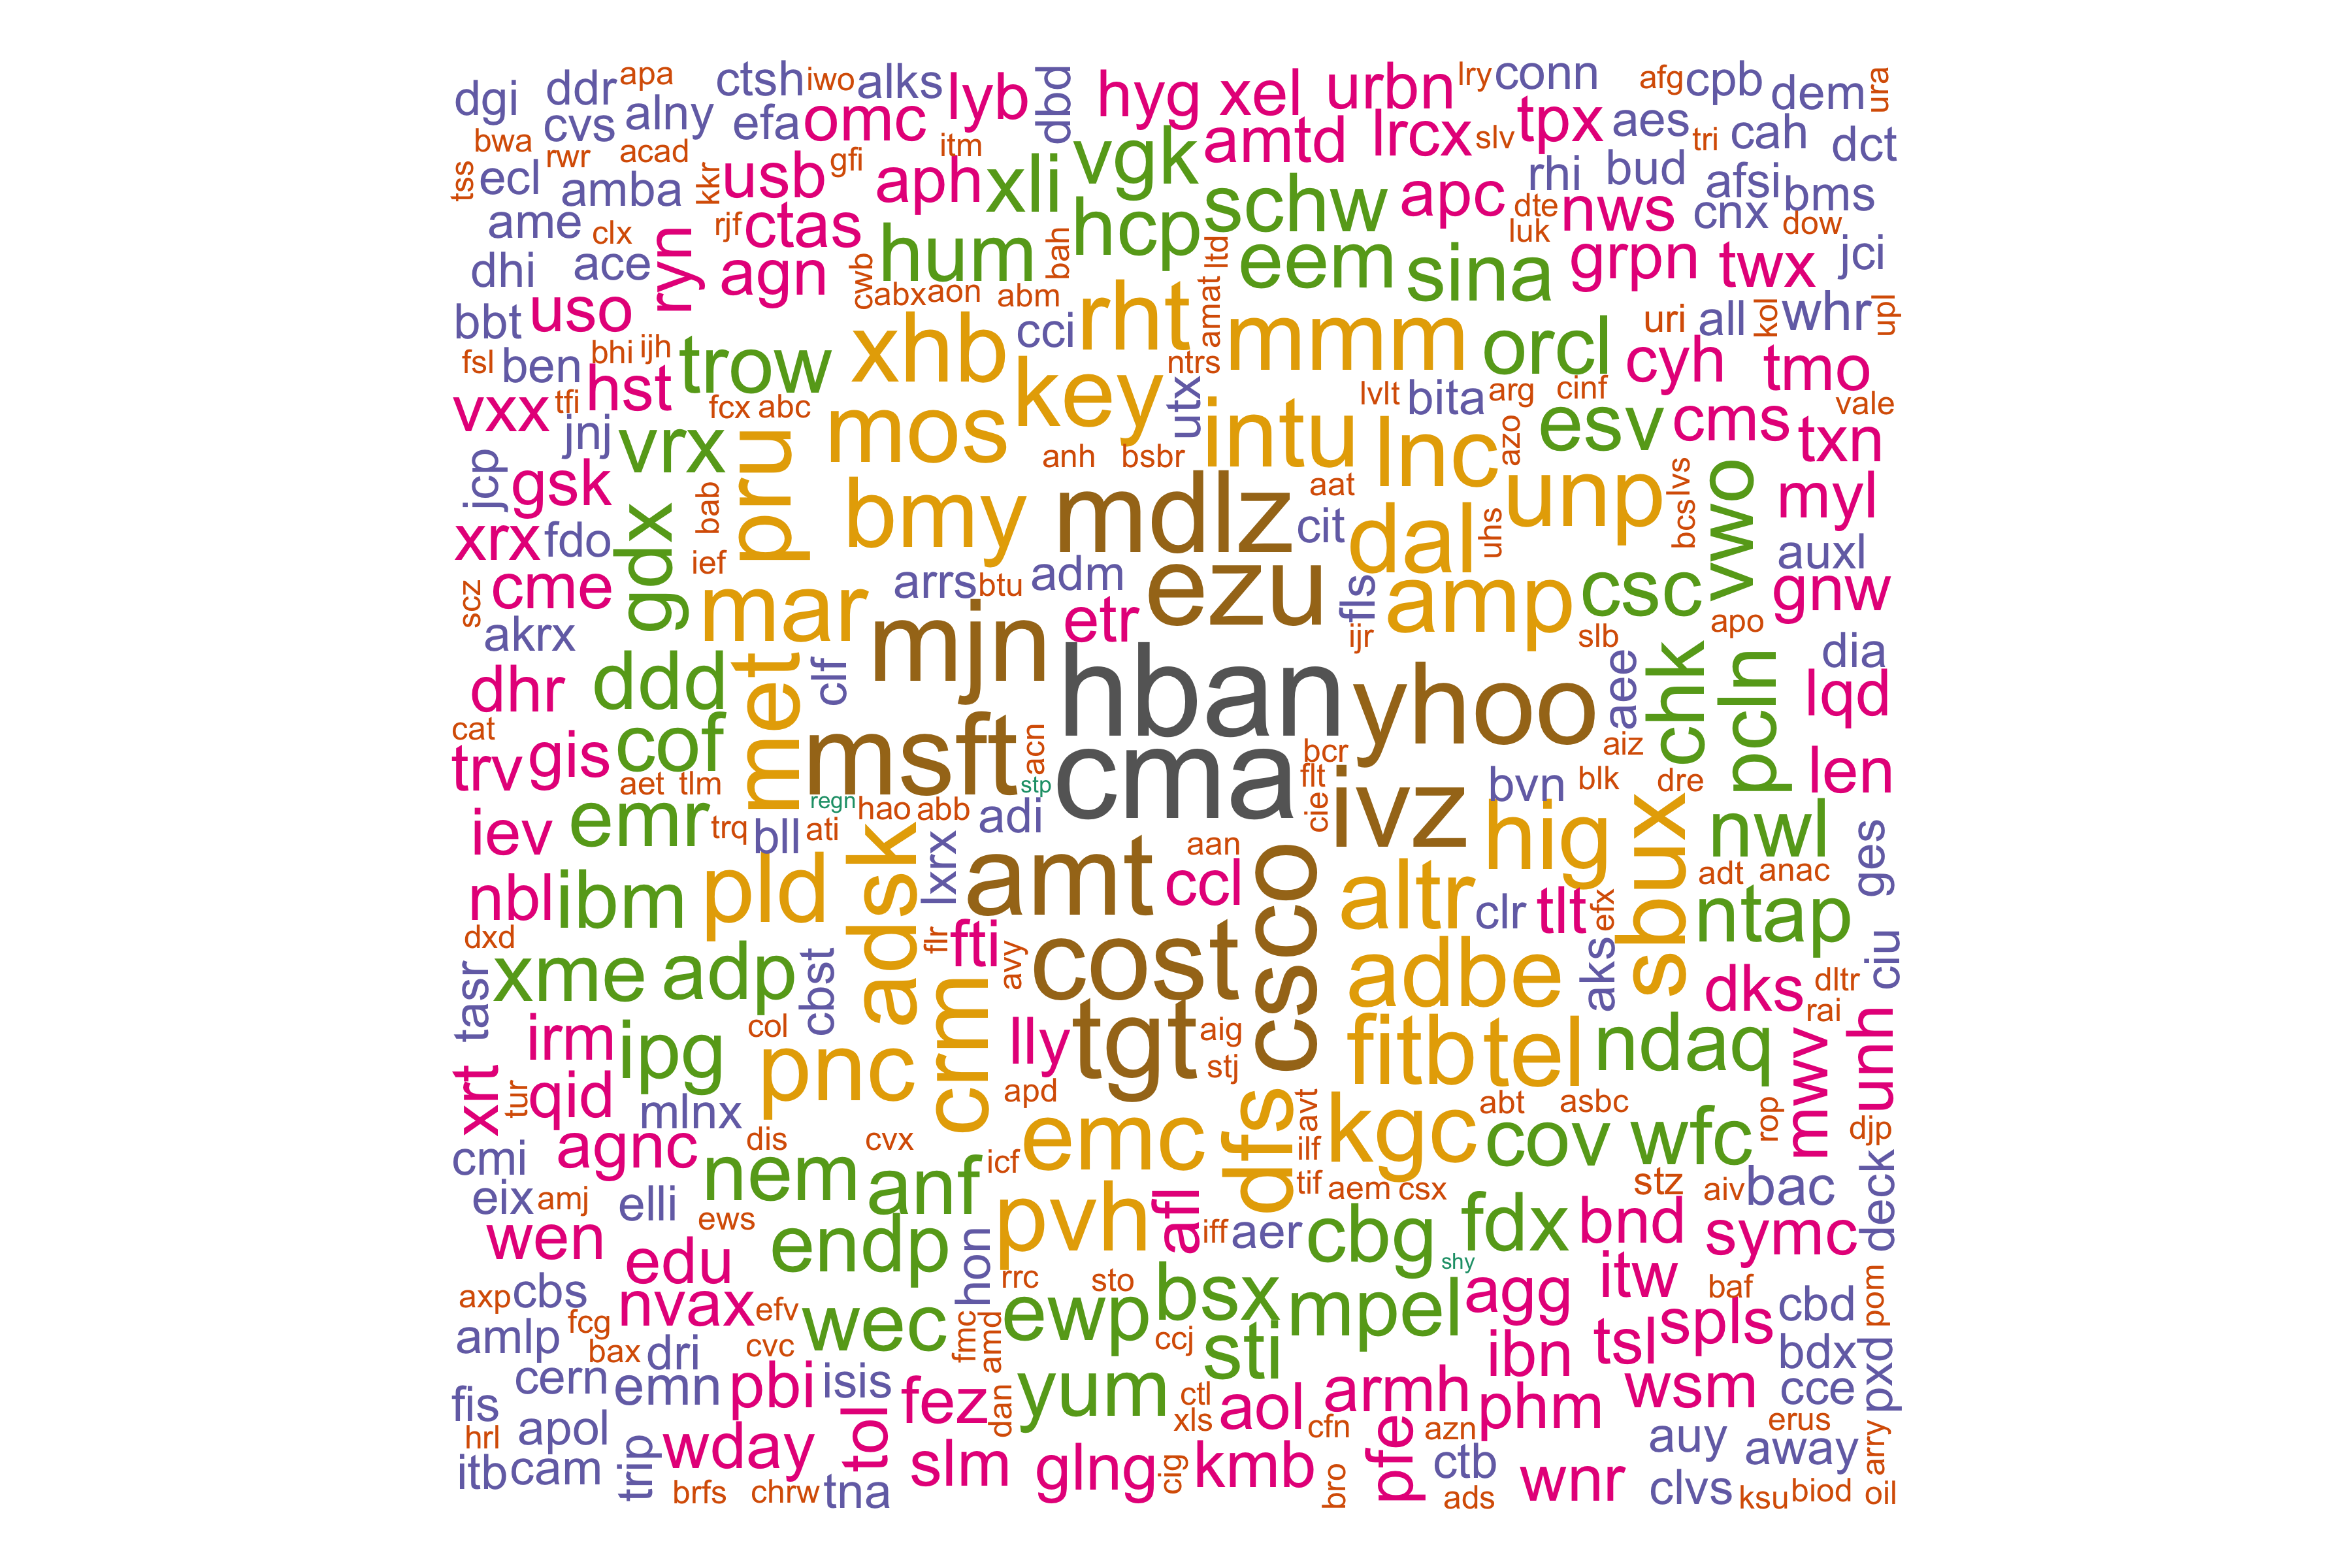 dgi ddr apa ctsh iwo alks lyb dbd hyg xel urbn lry conn afg cpb dem ura
bwa cvs alny efa omc itm vgk amtd lrcx slv tpx aes tri cah dct
tss ecl rwr acad amba kkr usb gfi aph xli schw apc rhi bud afsi bms
ame clx rjf ctas hum bah hcp ltd eem sina dte luk nws cnx dow
dhi ace ryn agn cwb abx aon abm amat grpn twx jci
bbt uso xhb cci rht mmm orcl uri all kol whr upl
fsl ben bhi ijh trow key ntrs cyh tmo
vxx tfi hst fcx abc mos utx intu lvlt bita arg cinf esv cms vale
jnj vrx pru anh bsbr lnc azo txn
jcp gsk bab bmy mdlz aat cit dal uhs unp bcs lvs vwo myl
xrx fdo gdx ief auxl
scz cme mar arrs btu adm ezu fls amp csc gnw
akrx mjn etr ijr slb apo dia
dhr ddd met clf hban yhoo aee chk pcln lqd
cat trv gis cof msft acn cma bcr aiz len
aet tlm regn stp flt bvn blk dre
iev emr trq bll ati hao abb adi cie ivz hig sbux nwl ges
nbl ibm pld adsk lxrx amt aan ccl csco altr clr tlt efx adt anac ntap
dxd xme adp cbst flr fti avy cost adbe aks dks dltr ciu
tasr irm ipg col crm lly tgt aig fitb tel ndaq rai unh
xrt tur qid pnc apd stj mwv
mlnx dis cvx emc dfs avt kgc abt asbc cov wfc rop djp
cmi agnc nem anf icf ilf
eix amj elli ews pvh afl tif aem csx stz aiv bac deck
wen edu endp hon iff aer cbg fdx bnd symc
axp cbs nvax efv rrc sto bsx shy agg itw baf cbd pom
amlp fcg bax dri cvc wec fmc amd ewp ccj sti mpel ibn tsl spls bdx
fis cern emn pbi isis fez dan yum ctl aol armh phm wsm cce pxd
hrl apol tol xls cfn azn erus
itb cam trip wday slm glng cig kmb pfe ctb auy away arry
brfs chrw tna bro ads wnr clvs ksu biod oil